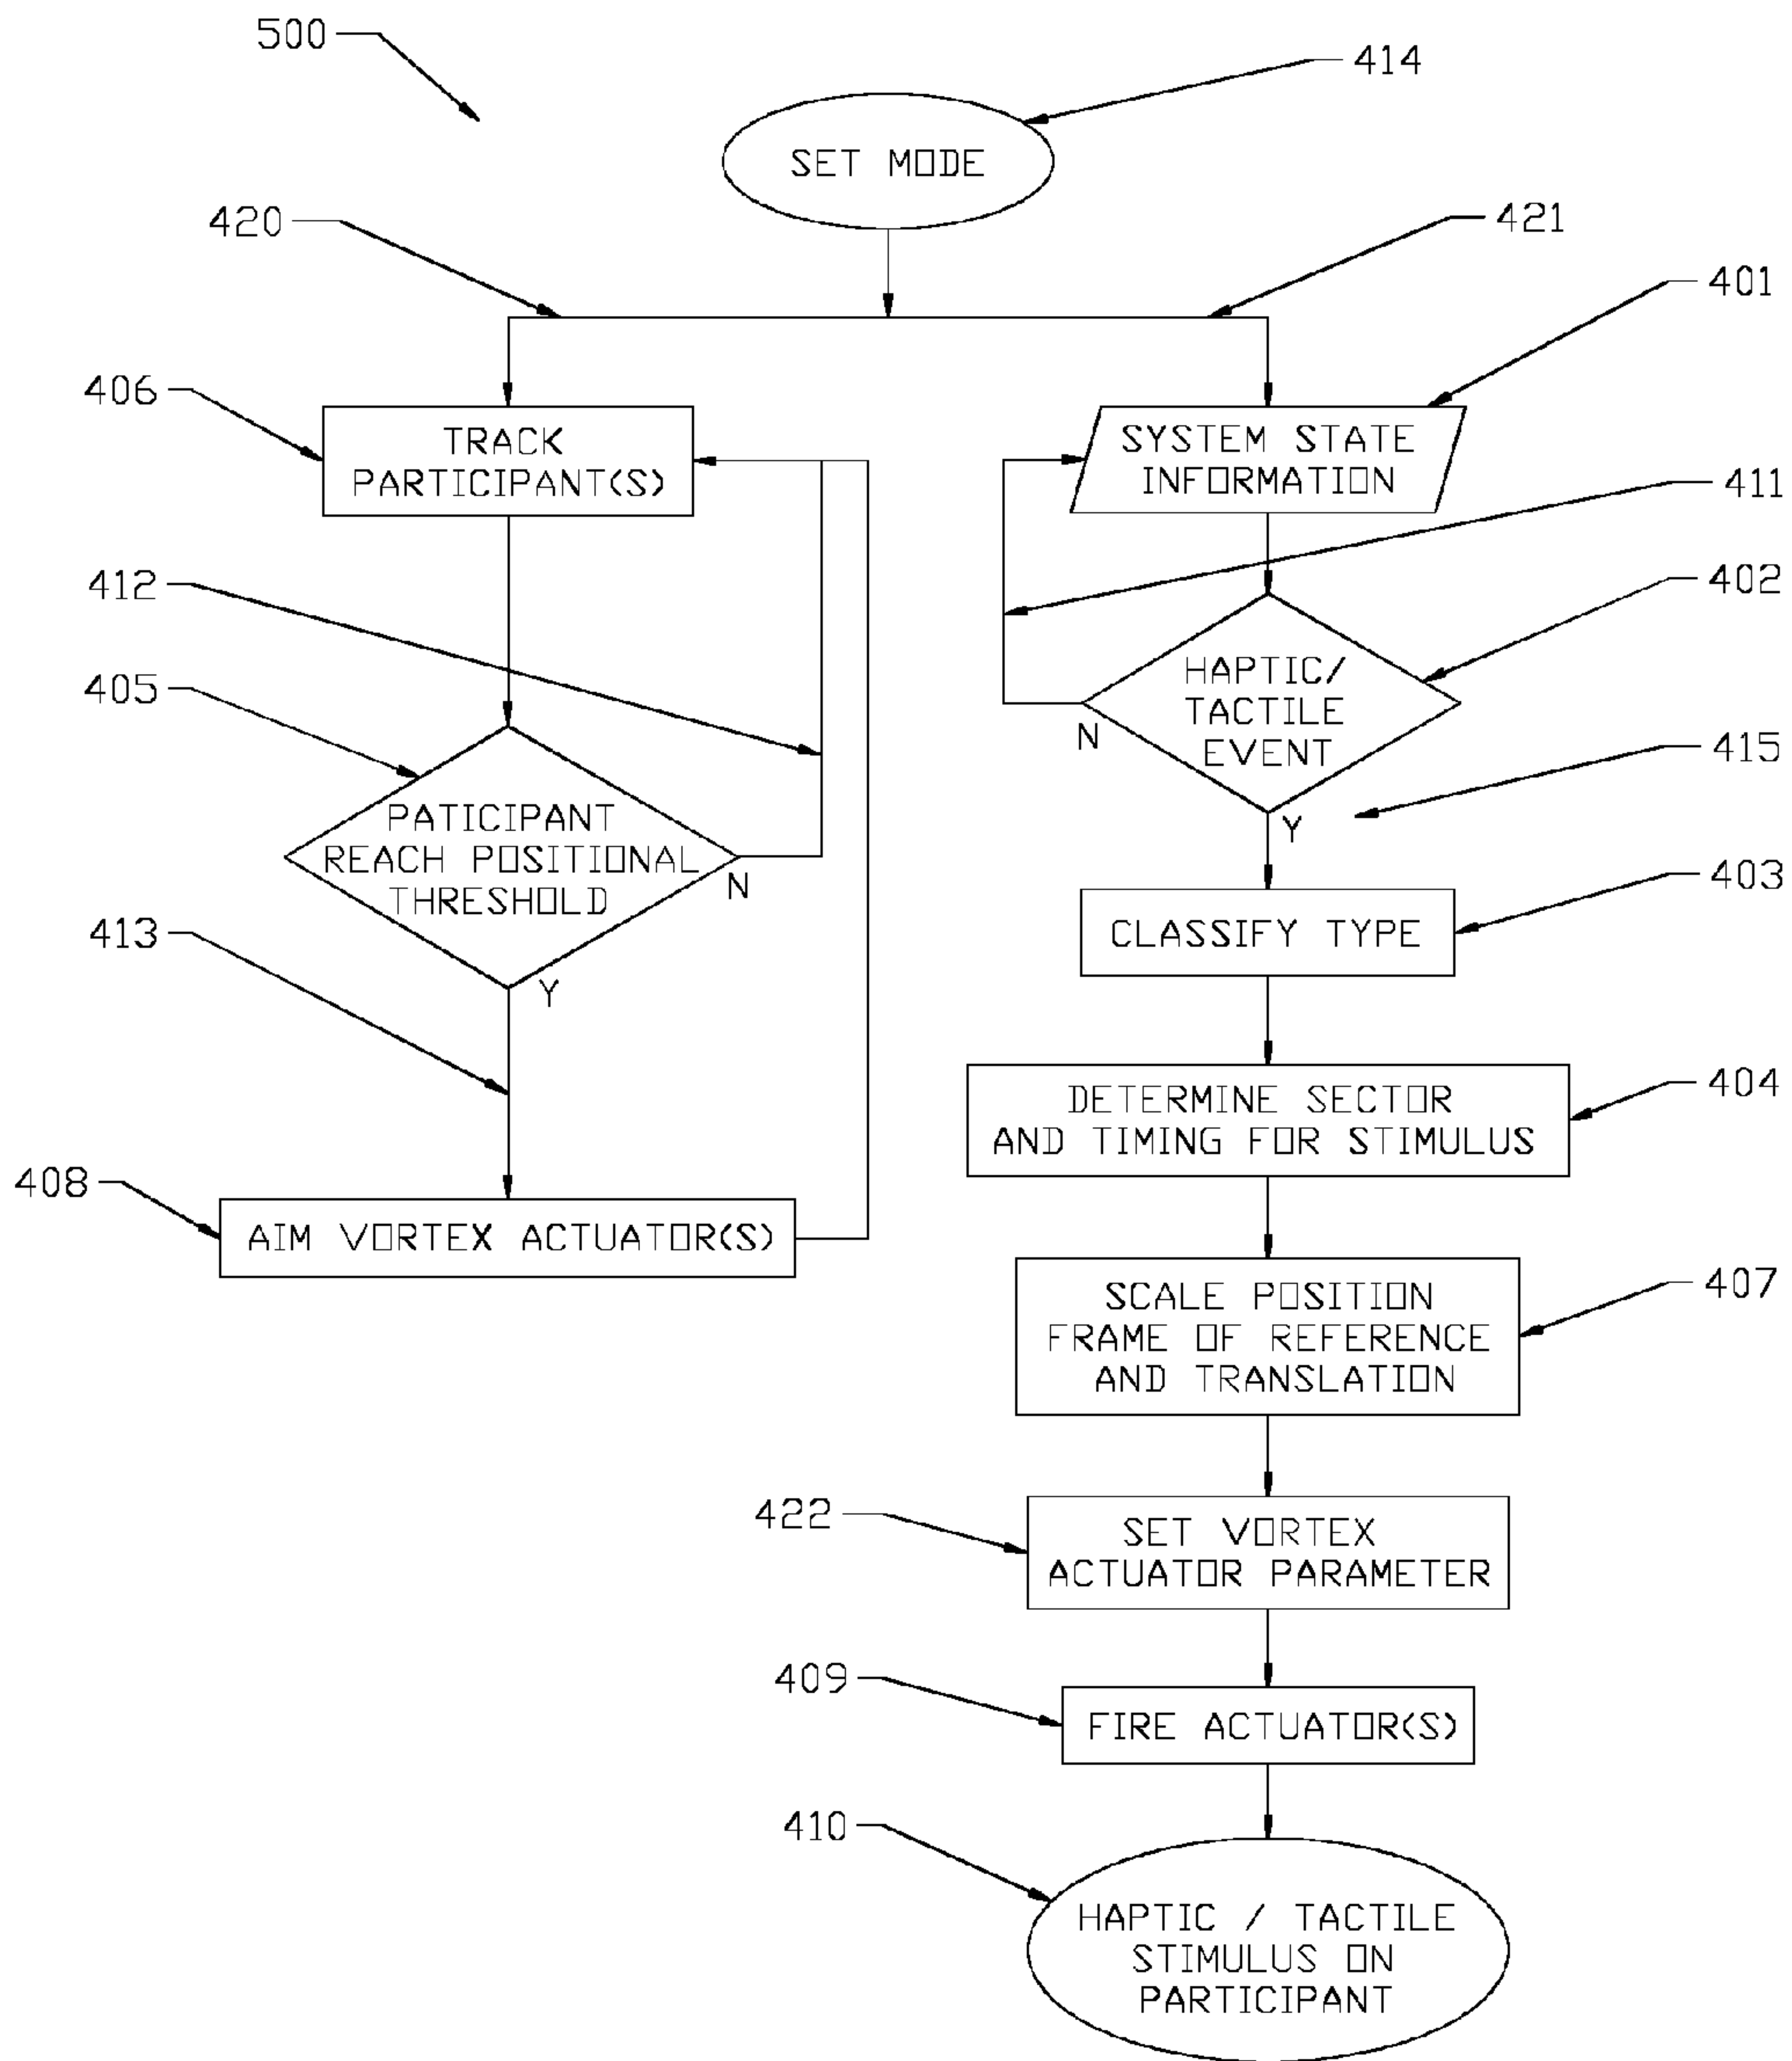 500
414
SET MODE
420
421
401
406
TRACK
PARTICIPANT(S)
SYSTEM STATE
INFORMATION
411
412
402
HAPTIC/
TACTILE
EVENT
N
405
415
Y
PATICIPANT
REACH POSITIONAL
THRESHOLD
N
403
CLASSIFY TYPE
413
Y
404
DETERMINE SECTOR
AND TIMING FOR STIMULUS
408
AIM VORTEX ACTUATOR(S)
407
SCALE POSITION
FRAME OF REFERENCE
AND TRANSLATION
422
SET VORTEX
ACTUATOR PARAMETER
409
FIRE ACTUATOR(S)
410
HAPTIC / TACTILE
STIMULUS ON
PARTICIPANT